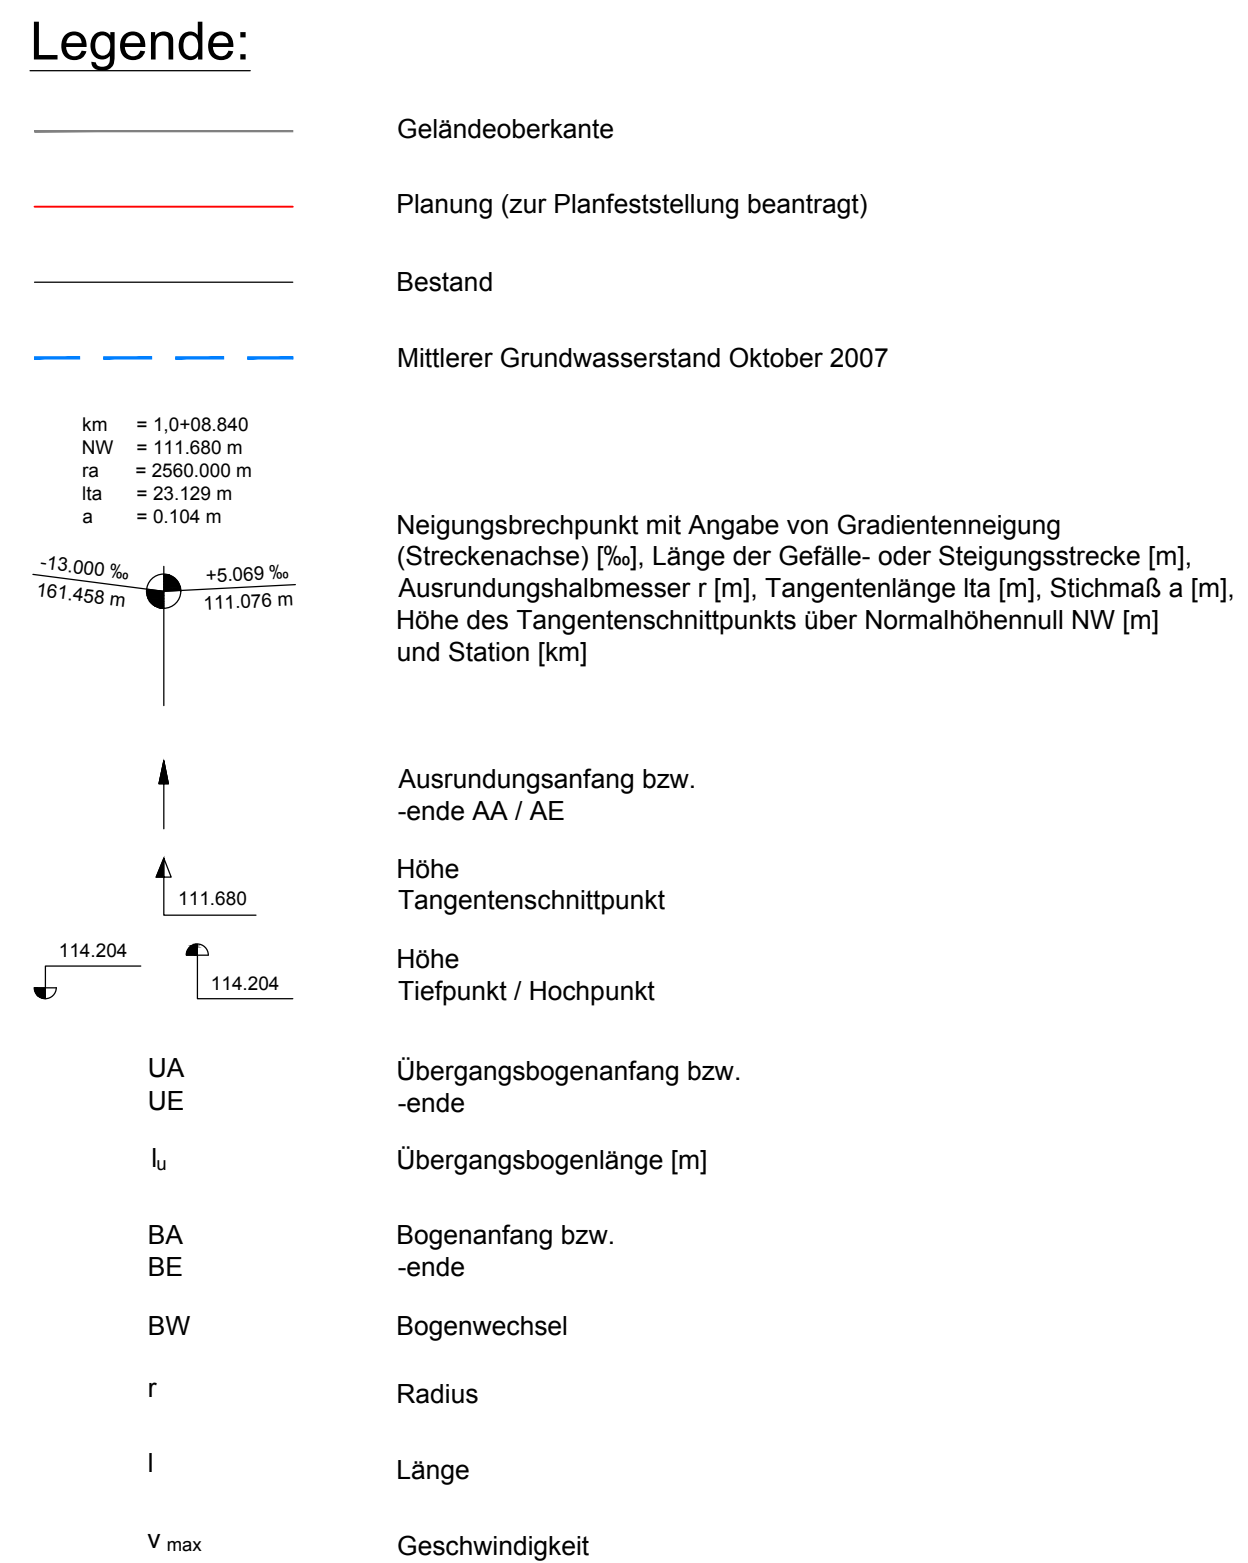 Legende:
Geländeoberkante
Planung (zur Planfeststellung beantragt)
Bestand
Mittlerer Grundwasserstand Oktober 2007
km = 1,0+08.840
NW = 111.680 m
ra = 2560.000 m
lta = 23.129 m
a = 0.104 m
-13.000 ‰
161.458 m
+5.069 ‰
111.076 m
Neigungsbrechpunkt mit Angabe von Gradientenneigung
(Streckenachse) [‰], Länge der Gefälle- oder Steigungsstrecke [m],
Ausrundungshalbmesser r [m], Tangentenlänge lta [m], Stichmaß a [m],
Höhe des Tangentenschnittpunkts über Normalhöhennull NW [m]
und Station [km]
Ausrundungsanfang bzw.
-ende AA / AE
111.680
Höhe
Tangentenschnittpunkt
114.204
114.204
Höhe
Tiefpunkt / Hochpunkt
UA
UE
Übergangsbogenanfang bzw.
-ende
lu
Übergangsbogenlänge [m]
BA
BE
Bogenanfang bzw.
-ende
BW
Bogenwechsel
r
Radius
l
Länge
v max
Geschwindigkeit